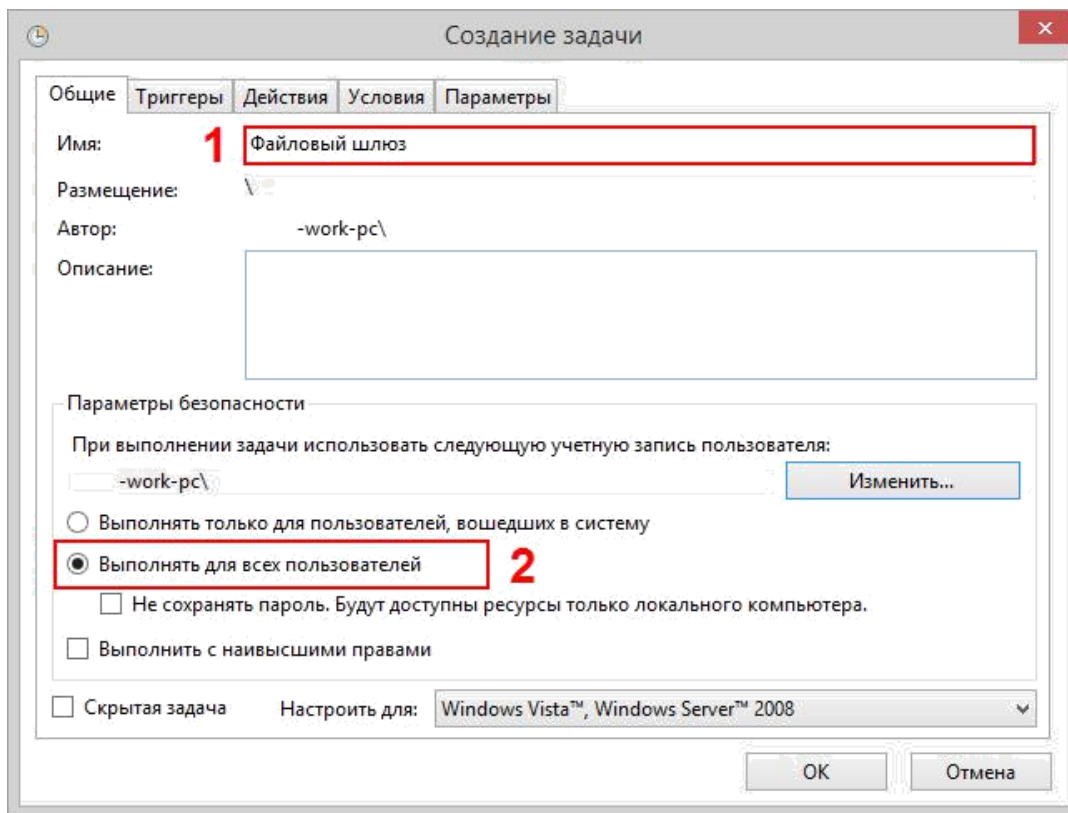 Создание задачи
Общие Триггеры Действия Условия Параметры
Имя: 1 Файловый шлюз
Размещение: \
Автор: -work-pc\
Описание:
Параметры безопасности
При выполнении задачи использовать следующую учетную запись пользователя:
-work-pc\ Изменить...
Выполнять только для пользователей, вошедших в систему
Выполнять для всех пользователей 2
Не сохранять пароль. Будут доступны ресурсы только локального компьютера.
Выполнить с наивысшими правами
Скрытая задача Настроить для: Windows Vista™, Windows Server™ 2008
OK Отмена